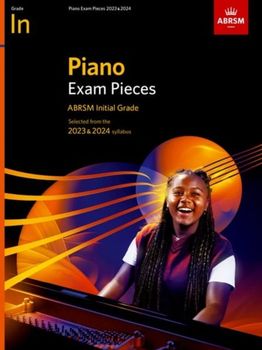 Grade
In
Piano Exam Pieces 2023 & 2024
ABRSM
Piano
Exam Pieces
ABRSM Initial Grade
Selected from the
2023 & 2024 syllabus